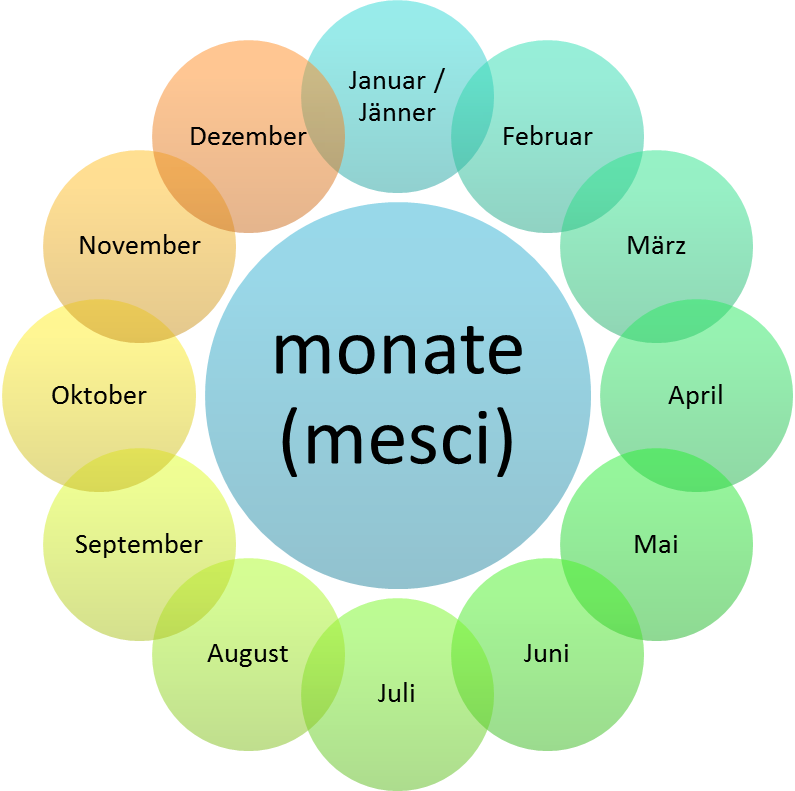 monate
(mesci)
Januar /
Jänner
Februar
März
April
Mai
Juni
Juli
August
September
Oktober
November
Dezember